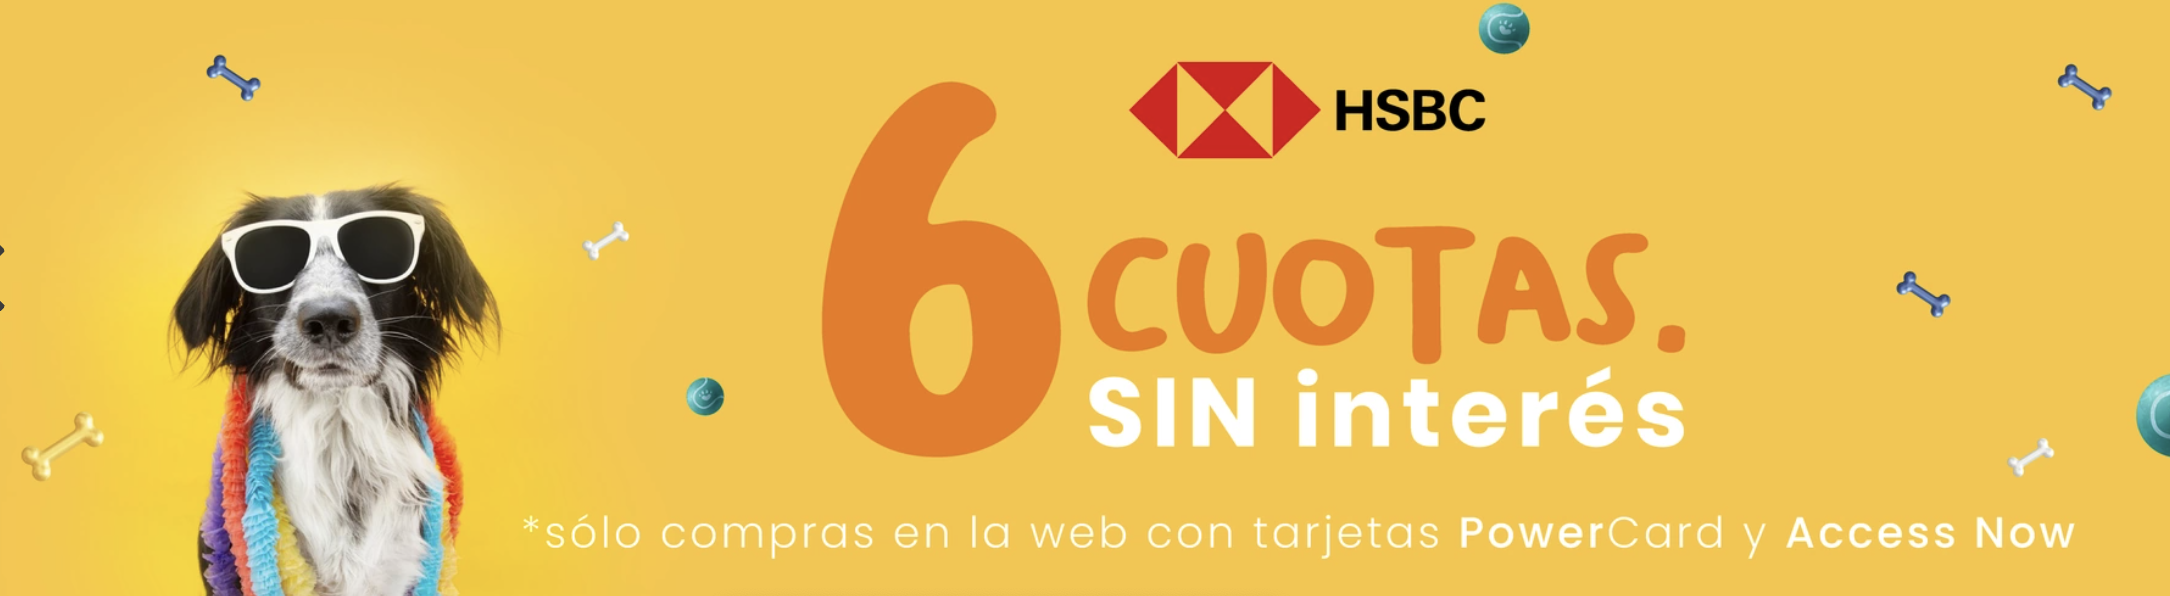 HSBC
6 CUOTAS.
SIN interés
*sólo compras en la web con tarjetas PowerCard y Access Now